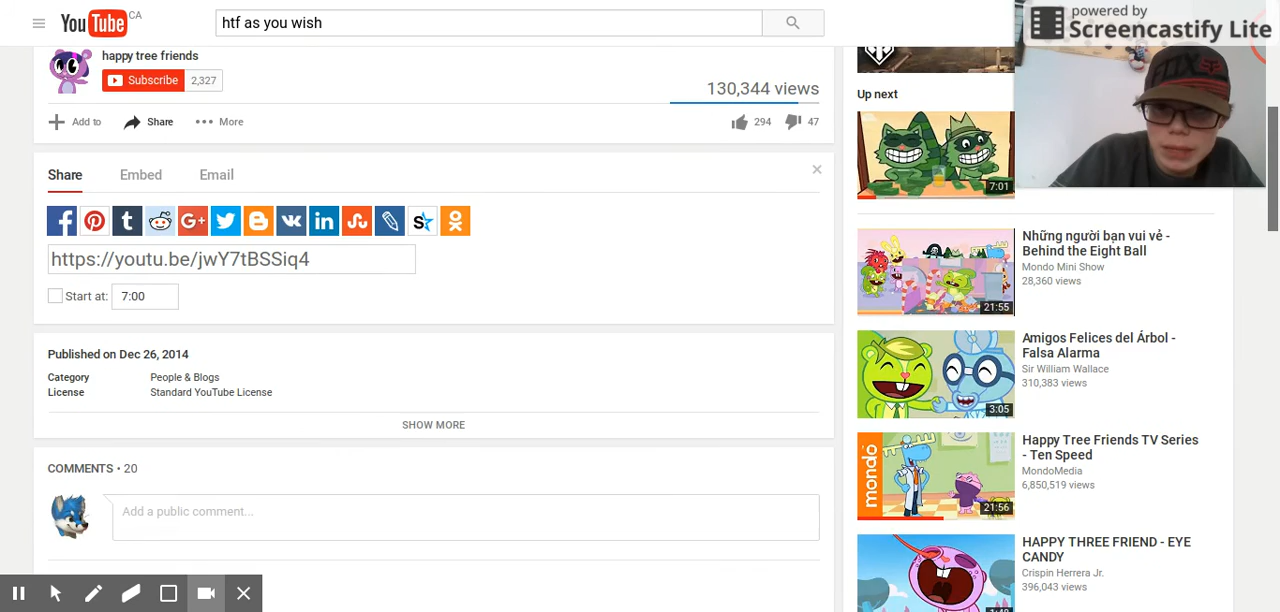 YouTube CA
htf as you wish
powered by
Screencastify Lite
happy tree friends
Subscribe 2,327
130,344 views
Add to Share More
294 47
Share Embed Email
https://youtu.be/jwY7tBSSiq4
Start at: 7:00
Published on Dec 26, 2014
Category People & Blogs
License Standard YouTube License
SHOW MORE
COMMENTS • 20
Add a public comment...
Up next
7:01
Những người bạn vui vẻ -
Behind the Eight Ball
Mondo Mini Show
28,360 views
21:55
Amigos Felices del Árbol -
Falsa Alarma
Sir William Wallace
310,383 views
3:05
mondo
Happy Tree Friends TV Series
- Ten Speed
MondoMedia
6,850,519 views
21:56
HAPPY THREE FRIEND - EYE
CANDY
Crispin Herrera Jr.
396,043 views